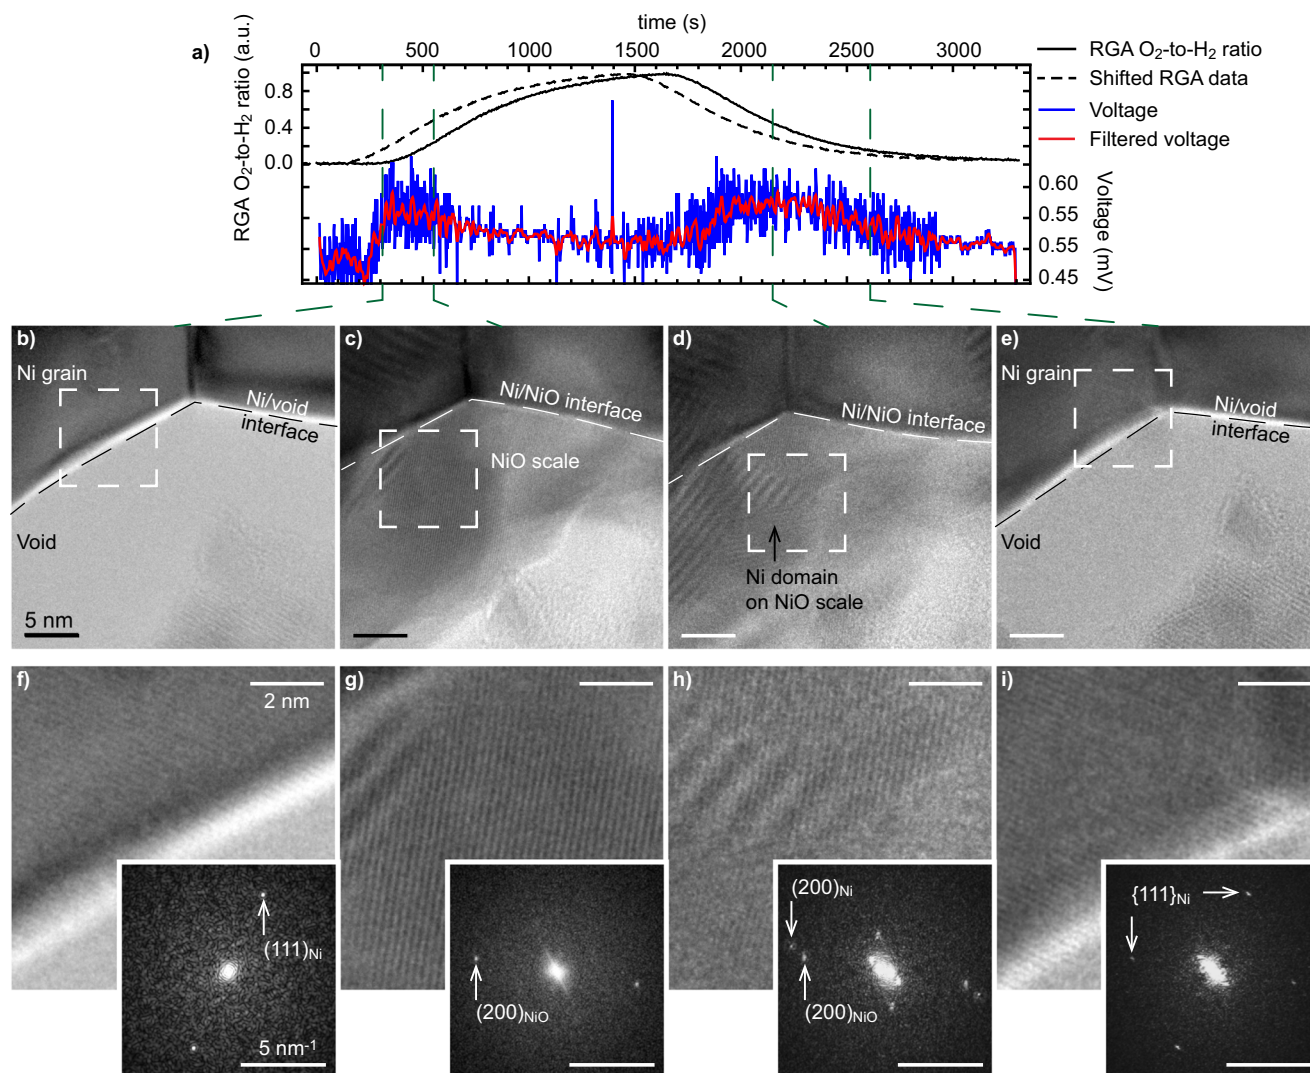 time (s)
a)
0 500 1000 1500 2000 2500 3000
RGA O2-to-H2 ratio (a.u.)
0.8
0.4
0.0
RGA O2-to-H2 ratio
Shifted RGA data
Voltage
Filtered voltage
0.60
0.55
0.55
0.45
Voltage (mV)
b)
Ni grain
Ni/void
interface
Void
5 nm
c)
Ni/NiO interface
NiO scale
d)
Ni/NiO interface
Ni domain
on NiO scale
e)
Ni grain
Ni/void
interface
Void
f)
2 nm
(111)Ni
5 nm-1
g)
(200)NiO
h)
(200)Ni
(200)NiO
i)
{111}Ni